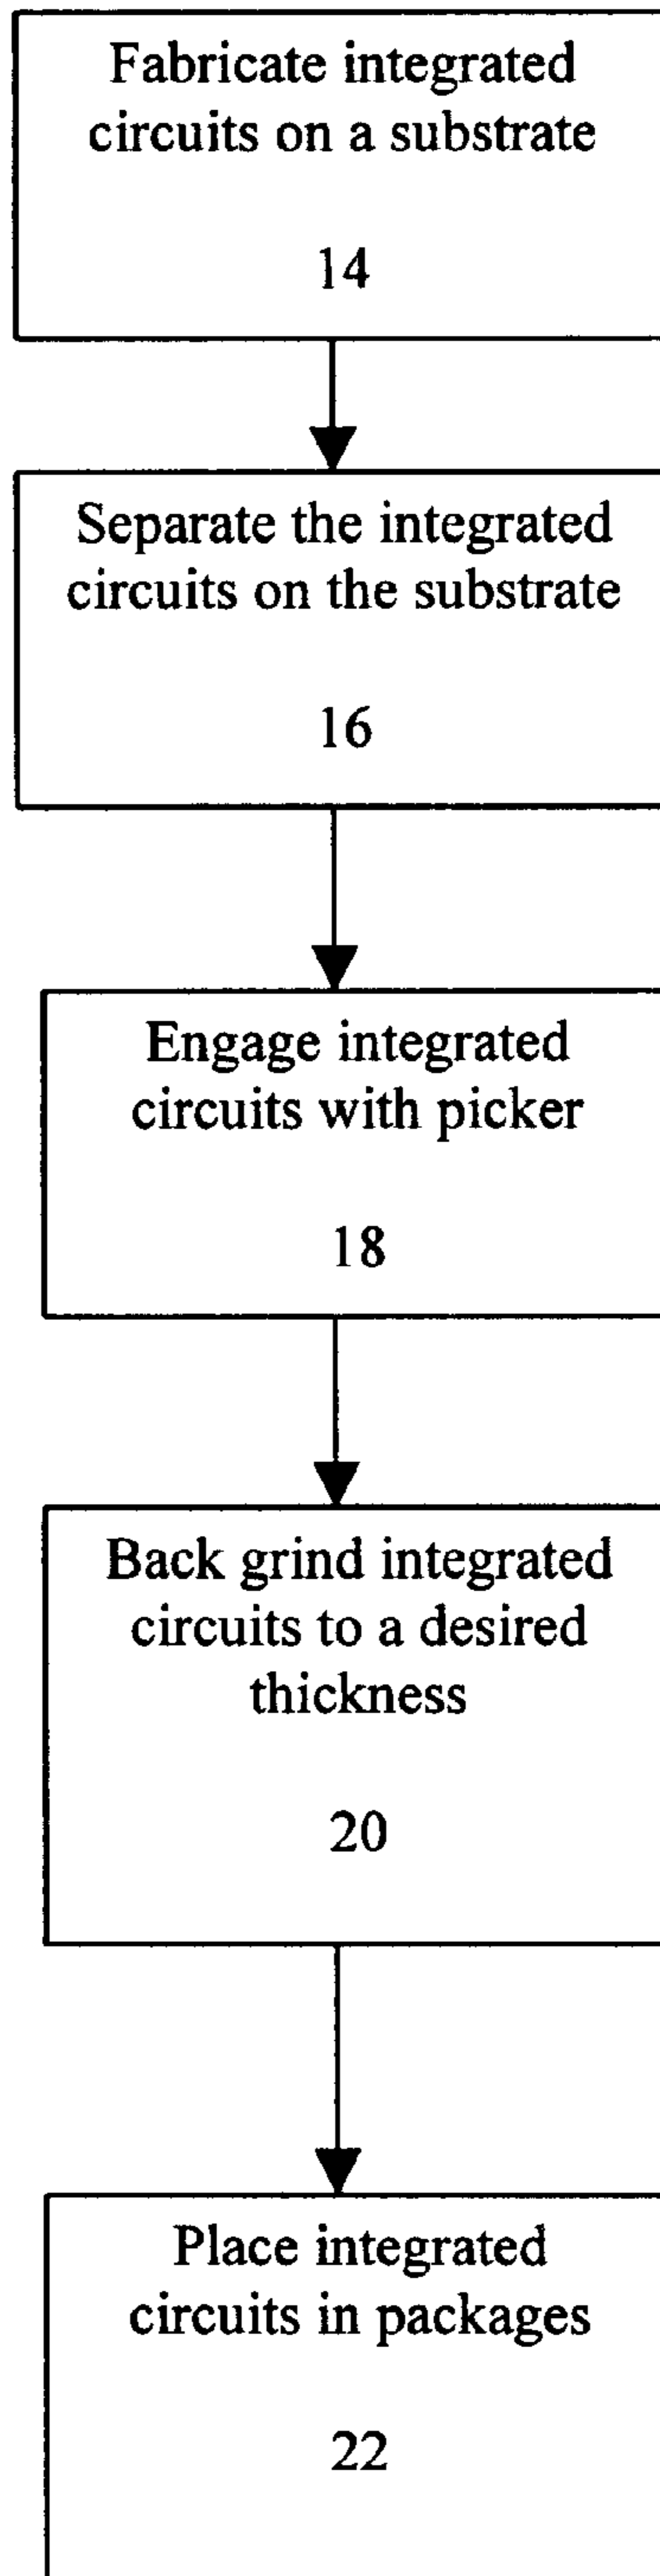 Fabricate integrated
circuits on a substrate
14
Separate the integrated
circuits on the substrate
16
Engage integrated
circuits with picker
18
Back grind integrated
circuits to a desired
thickness
20
Place integrated
circuits in packages
22